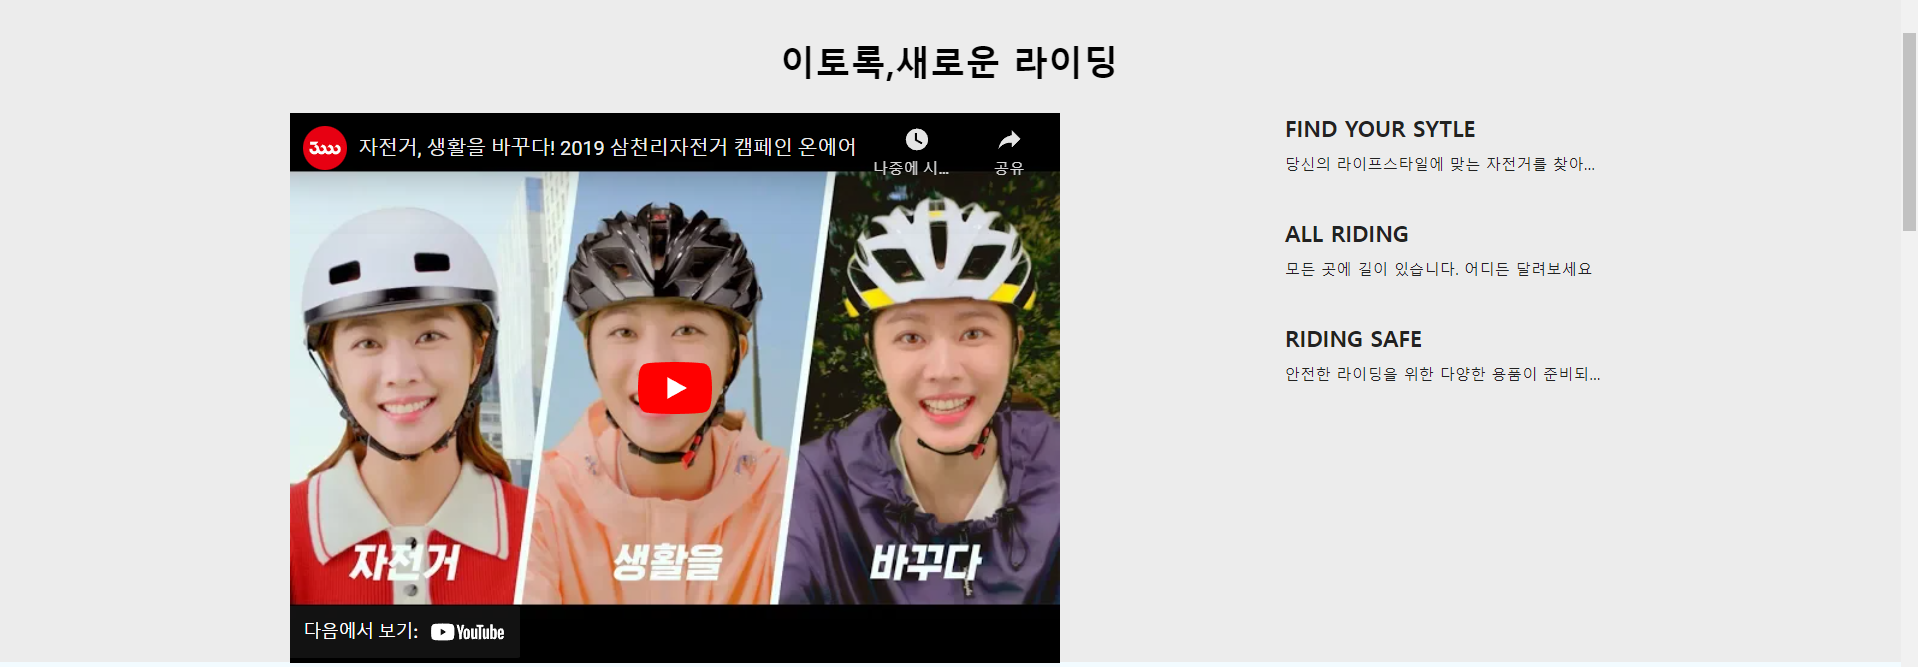 이토록,새로운 라이딩
자전거, 생활을 바꾸다! 2019 삼천리자전거 캠페인 온에어
나중에 시...
공유
자전거
생활을
바꾸다
다음에서 보기: YouTube
FIND YOUR SYTLE
당신의 라이프스타일에 맞는 자전거를 찾아...
ALL RIDING
모든 곳에 길이 있습니다. 어디든 달려보세요
RIDING SAFE
안전한 라이딩을 위한 다양한 용품이 준비되...